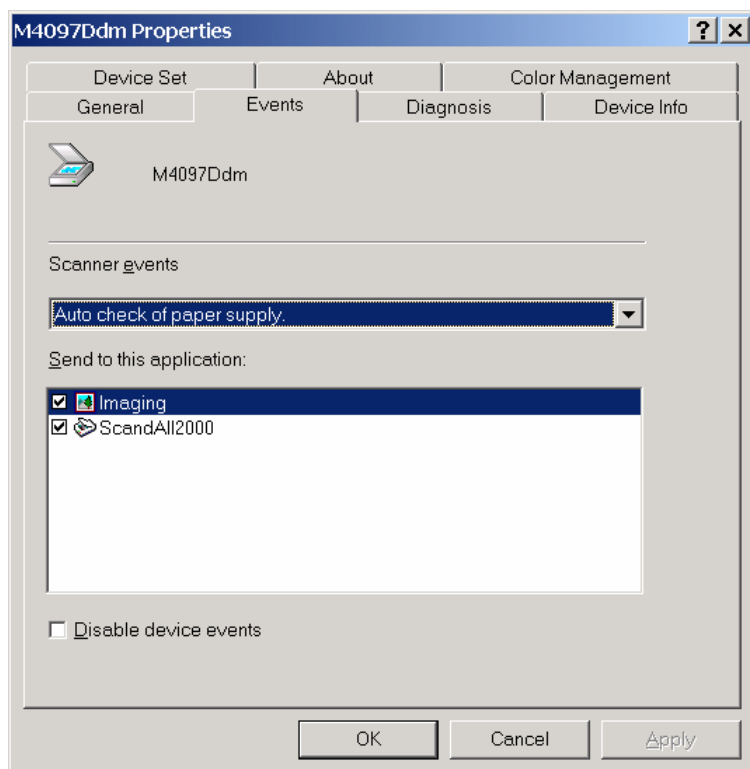 M4097Ddm Properties
Device Set About Color Management
General Events Diagnosis Device Info
M4097Ddm
Scanner events
Auto check of paper supply.
Send to this application:
Imaging
ScandAll2000
Disable device events
OK Cancel Apply